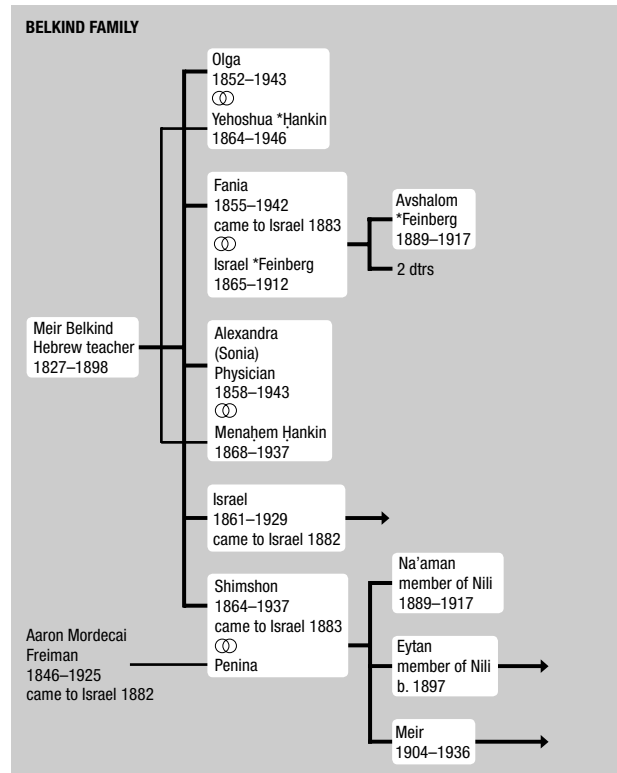 BELKIND FAMILY
Olga
1852–1943
Yehoshua *Ḥankin
1864–1946
Fania
1855–1942
came to Israel 1883
Israel *Feinberg
1865–1912
Avshalom
*Feinberg
1889–1917
2 dtrs
Meir Belkind
Hebrew teacher
1827–1898
Alexandra
(Sonia)
Physician
1858–1943
Menaḥem Ḥankin
1868–1937
Israel
1861–1929
came to Israel 1882
Shimshon
1864–1937
came to Israel 1883
Penina
Aaron Mordecai
Freiman
1846–1925
came to Israel 1882
Na’aman
member of Nili
1889–1917
Eytan
member of Nili
b. 1897
Meir
1904–1936